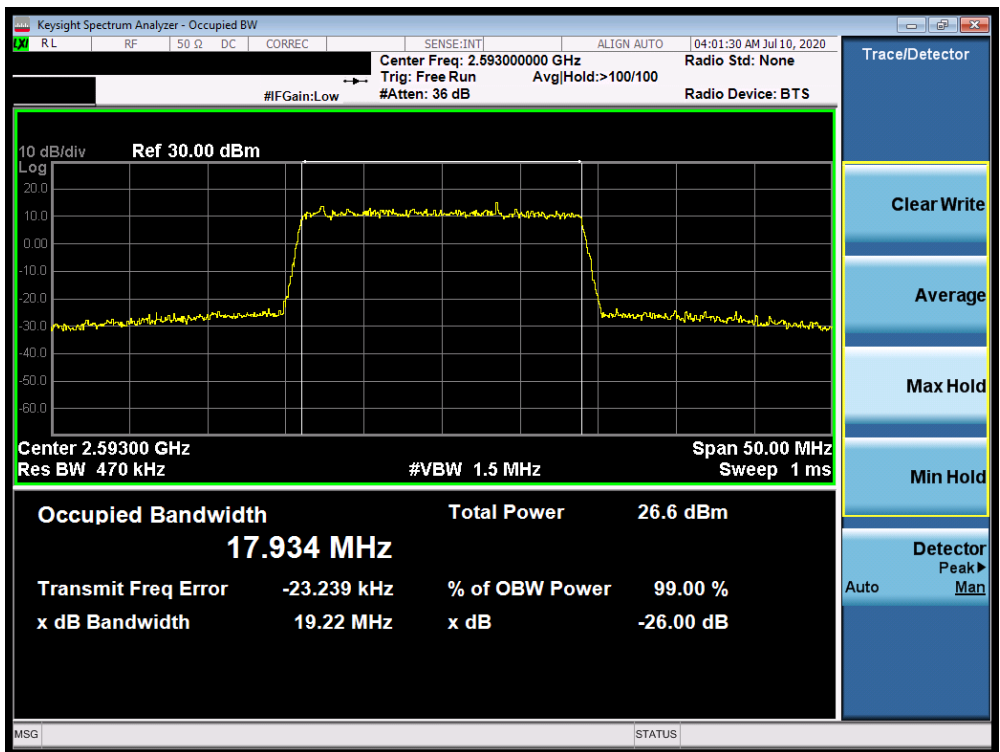 Keysight Spectrum Analyzer - Occupied BW
LXI RL RF 50 Ω DC CORREC SENSE:INT ALIGN AUTO 04:01:30 AM Jul 10, 2020
Center Freq: 2.593000000 GHz Radio Std: None
Trig: Free Run Avg|Hold:>100/100
#IFGain:Low #Atten: 36 dB Radio Device: BTS
10 dB/div Ref 30.00 dBm
Log
20.0
10.0
0.00
-10.0
-20.0
-30.0
-40.0
-50.0
-60.0
Center 2.59300 GHz Span 50.00 MHz
Res BW 470 kHz #VBW 1.5 MHz Sweep 1 ms
Occupied Bandwidth Total Power 26.6 dBm
17.934 MHz
Transmit Freq Error -23.239 kHz % of OBW Power 99.00 %
x dB Bandwidth 19.22 MHz x dB -26.00 dB
Trace/Detector
Clear Write
Average
Max Hold
Min Hold
Detector
Peak▶
Auto Man
MSG STATUS